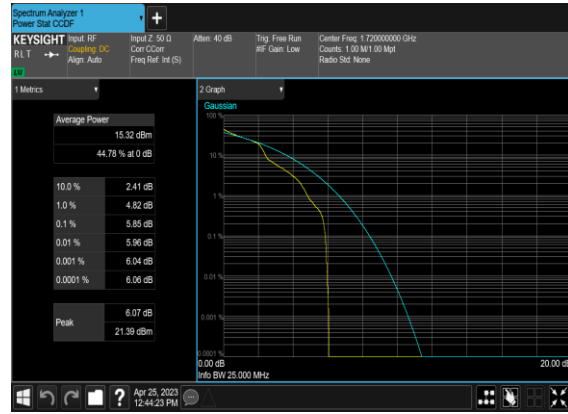 Spectrum Analyzer 1
Power Stat CCDF
+
KEYSIGHT
RLT
LW
Input: RF
Coupling: DC
Align: Auto
Input Z: 50 Ω
Corr CCorr
Freq Ref: Int (S)
Atten: 40 dB
Trig: Free Run
#IF Gain: Low
Center Freq: 1.720000000 GHz
Counts: 1.00 M/1.00 Mpt
Radio Std: None
1 Metrics
Average Power
15.32 dBm
44.78 % at 0 dB
10.0 % 2.41 dB
1.0 % 4.82 dB
0.1 % 5.85 dB
0.01 % 5.96 dB
0.001 % 6.04 dB
0.0001 % 6.06 dB
Peak
6.07 dB
21.39 dBm
2 Graph
Gaussian
100 %
10 %
1 %
0.1 %
0.01 %
0.001 %
0.0001 %
0.00 dB
20.00 dB
Info BW 25.000 MHz
?
Apr 25, 2023
12:44:23 PM